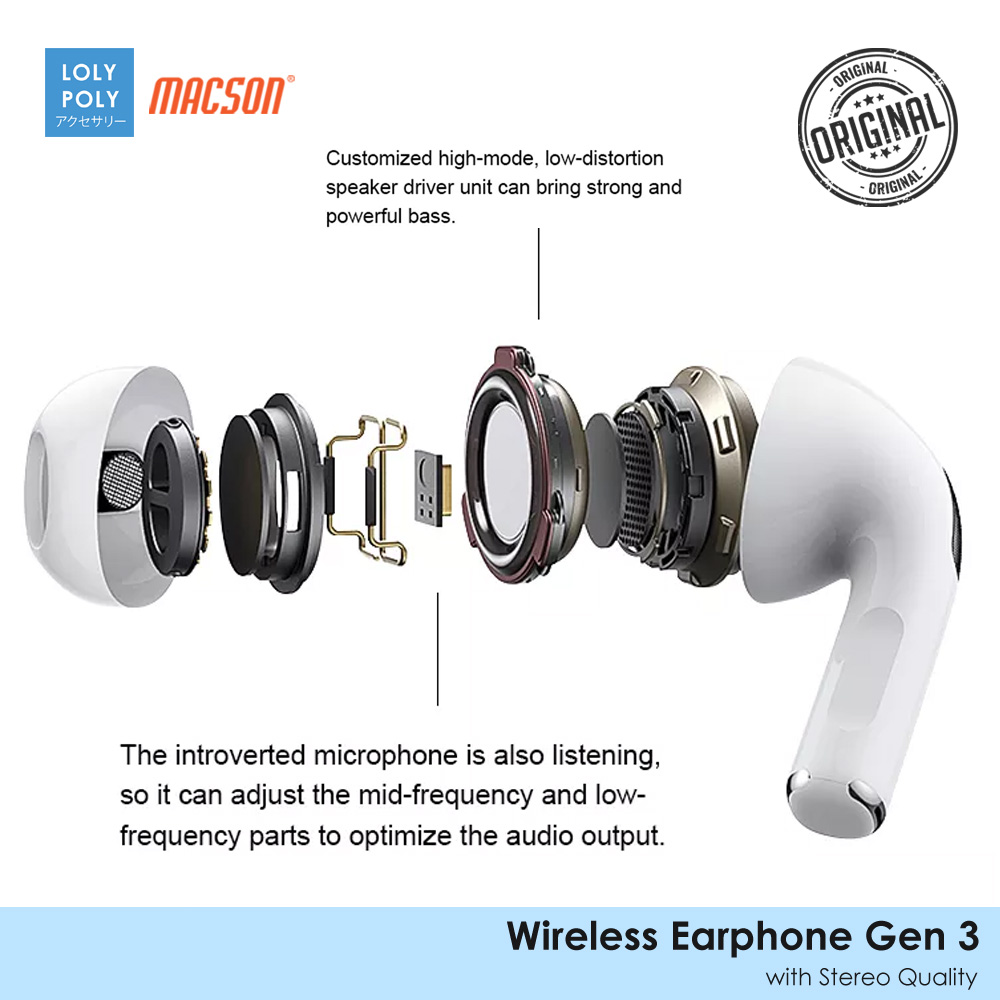 LOLY
POLY
アクセサリー
MACSON®
- ORIGINAL -
ORIGINAL
- ORIGINAL -
Customized high-mode, low-distortion
speaker driver unit can bring strong and
powerful bass.
The introverted microphone is also listening,
so it can adjust the mid-frequency and low-
frequency parts to optimize the audio output.
Wireless Earphone Gen 3
with Stereo Quality